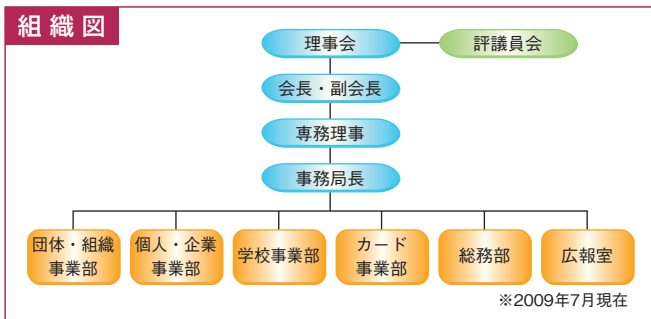 組織図
理事会
評議員会
会長・副会長
専務理事
事務局長
団体・組織
事業部
個人・企業
事業部
学校事業部
カード
事業部
総務部
広報室
※2009年7月現在